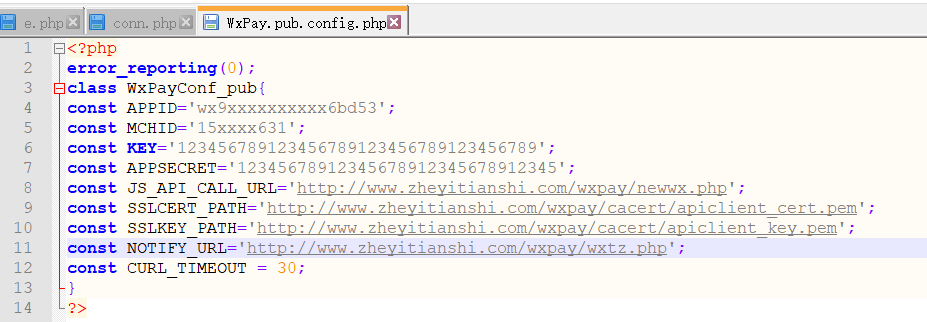 e.php conn.php WxPay.pub.config.php
1 <?php
2 error_reporting(0);
3 class WxPayConf_pub{
4 const APPID='wx9xxxxxxxxxx6bd53';
5 const MCHID='15xxxx631';
6 const KEY='123456789123456789123456789123456789';
7 const APPSECRET='12345678912345678912345678912345';
8 const JS_API_CALL_URL='http://www.zheyitianshi.com/wxpay/newwx.php';
9 const SSLCERT_PATH='http://www.zheyitianshi.com/wxpay/cacert/apiclient_cert.pem';
10 const SSLKEY_PATH='http://www.zheyitianshi.com/wxpay/cacert/apiclient_key.pem';
11 const NOTIFY_URL='http://www.zheyitianshi.com/wxpay/wxtz.php';
12 const CURL_TIMEOUT = 30;
13 }
14 ?>